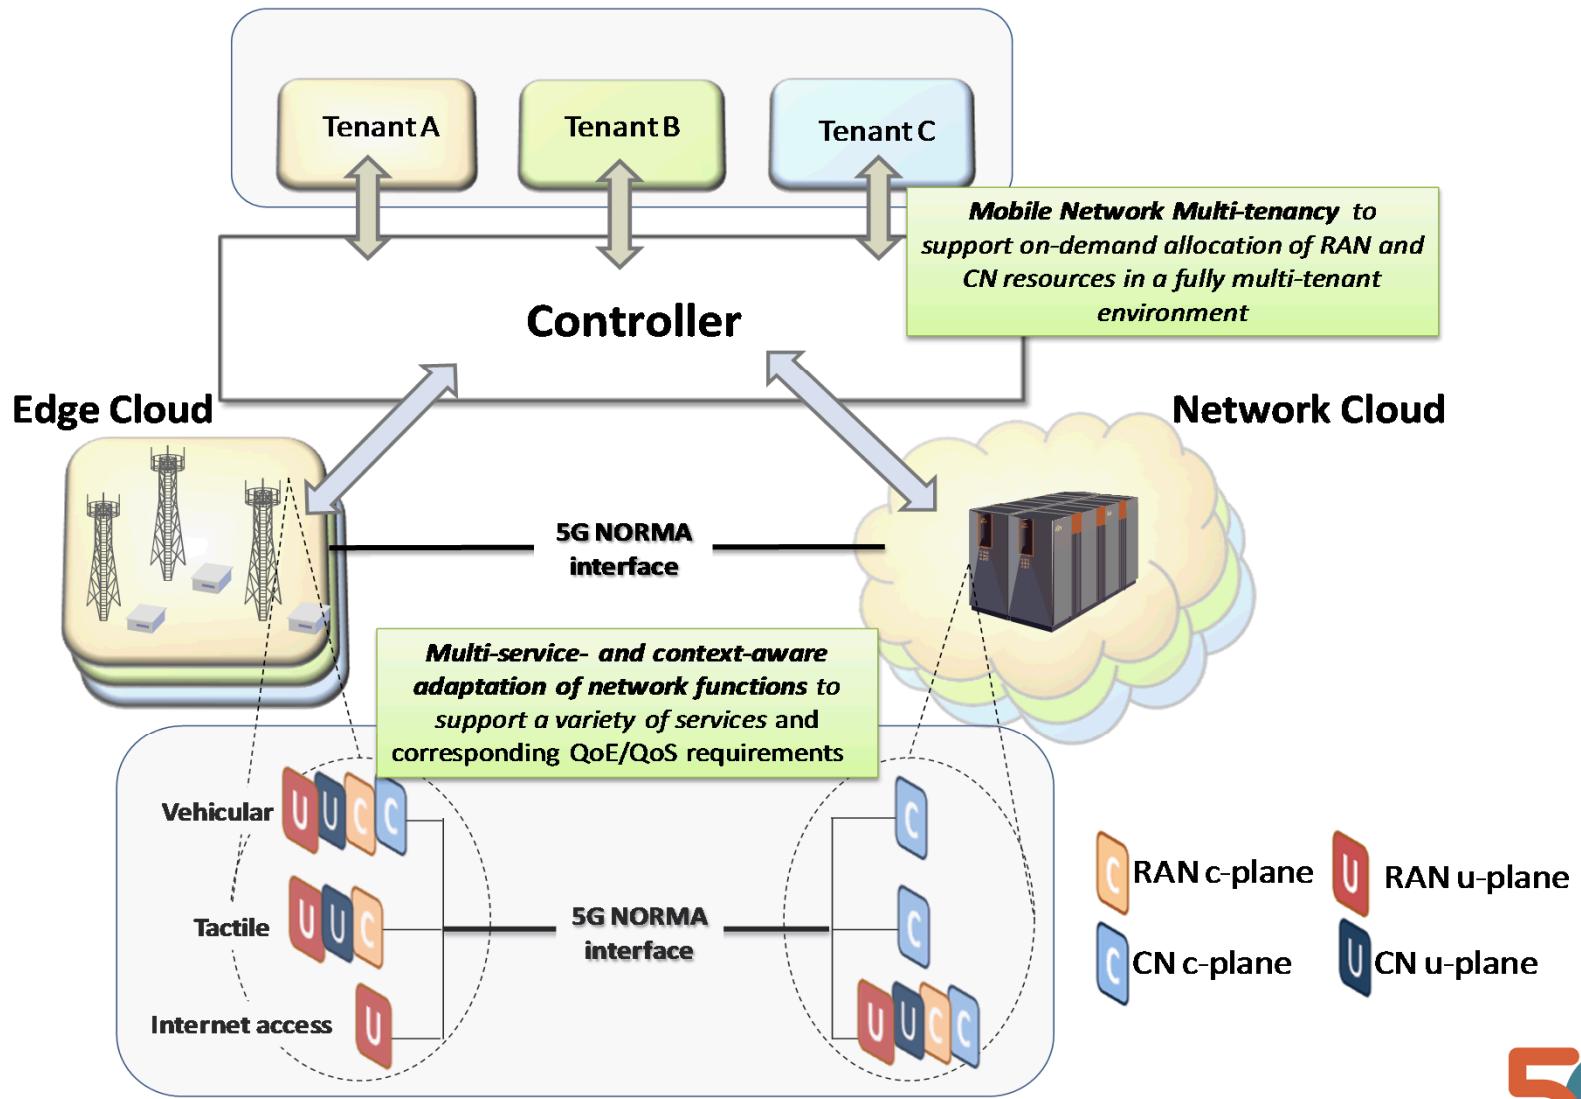 Tenant A
Tenant B
Tenant C
Mobile Network Multi-tenancy to
support on-demand allocation of RAN and
CN resources in a fully multi-tenant
environment
Controller
Edge Cloud
Network Cloud
5G NORMA
interface
Multi-service- and context-aware
adaptation of network functions to
support a variety of services and
corresponding QoE/QoS requirements
Vehicular
U U C C
C
Tactile
U U C
5G NORMA
interface
C
Internet access
U
U U C C
C RAN c-plane
U RAN u-plane
C CN c-plane
U CN u-plane
5